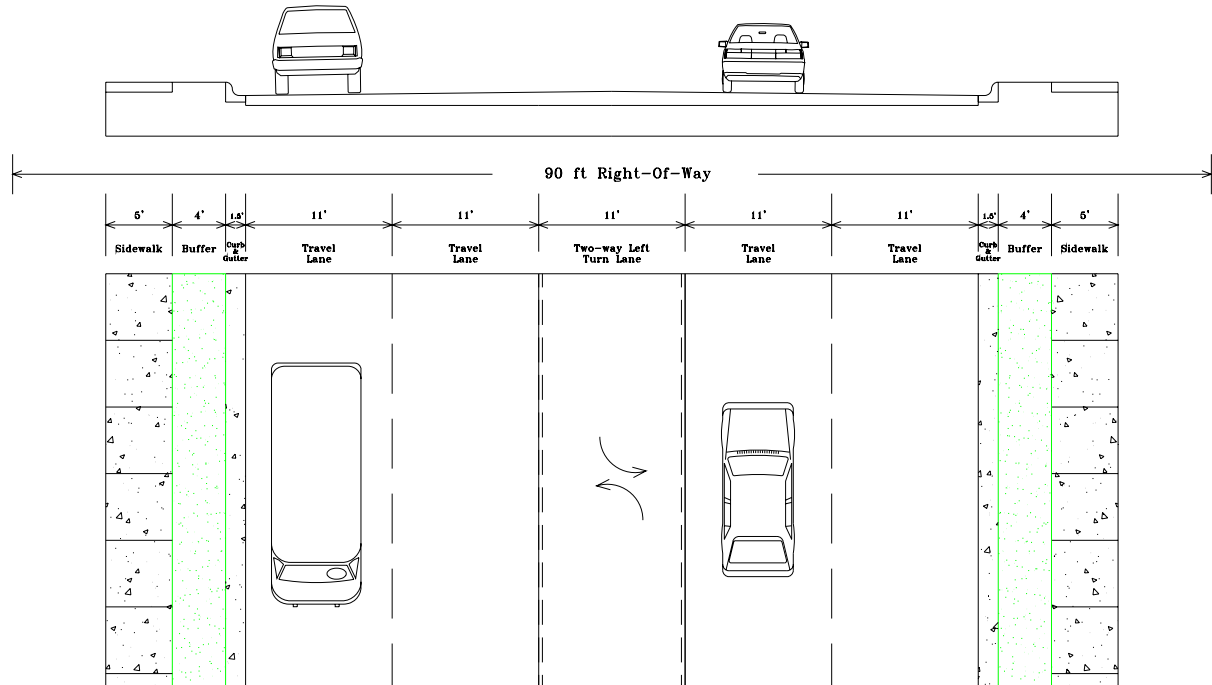 90 ft Right-Of-Way
5' 4' 1.5' 11' 11' 11' 11' 11' 1.5' 4' 5'
Sidewalk Buffer Curb & Gutter Travel Lane Travel Lane Two-way Left Turn Lane Travel Lane Travel Lane Curb & Gutter Buffer Sidewalk